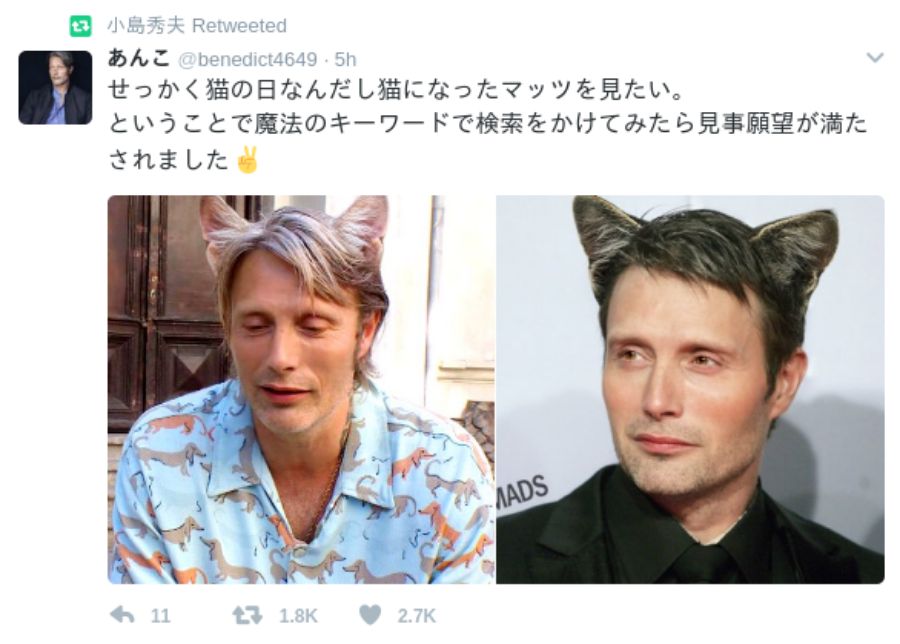 小島秀夫 Retweeted
あんこ @benedict4649 · 5h
せっかく猫の日なんだし猫になったマッツを見たい。
ということで魔法のキーワードで検索をかけてみたら見事願望が満た
されました✌
MADS
11 1.8K 2.7K